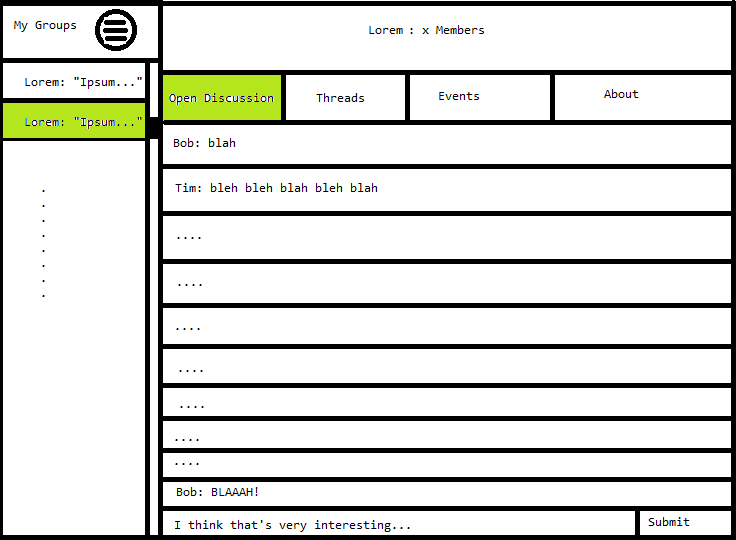 My Groups
Lorem : x Members
Lorem: "Ipsum..."
Lorem: "Ipsum..."
.
.
.
.
.
.
.
.
Open Discussion
Threads
Events
About
Bob: blah
Tim: bleh bleh blah bleh blah
....
....
....
....
....
....
....
Bob: BLAAAH!
I think that's very interesting...
Submit